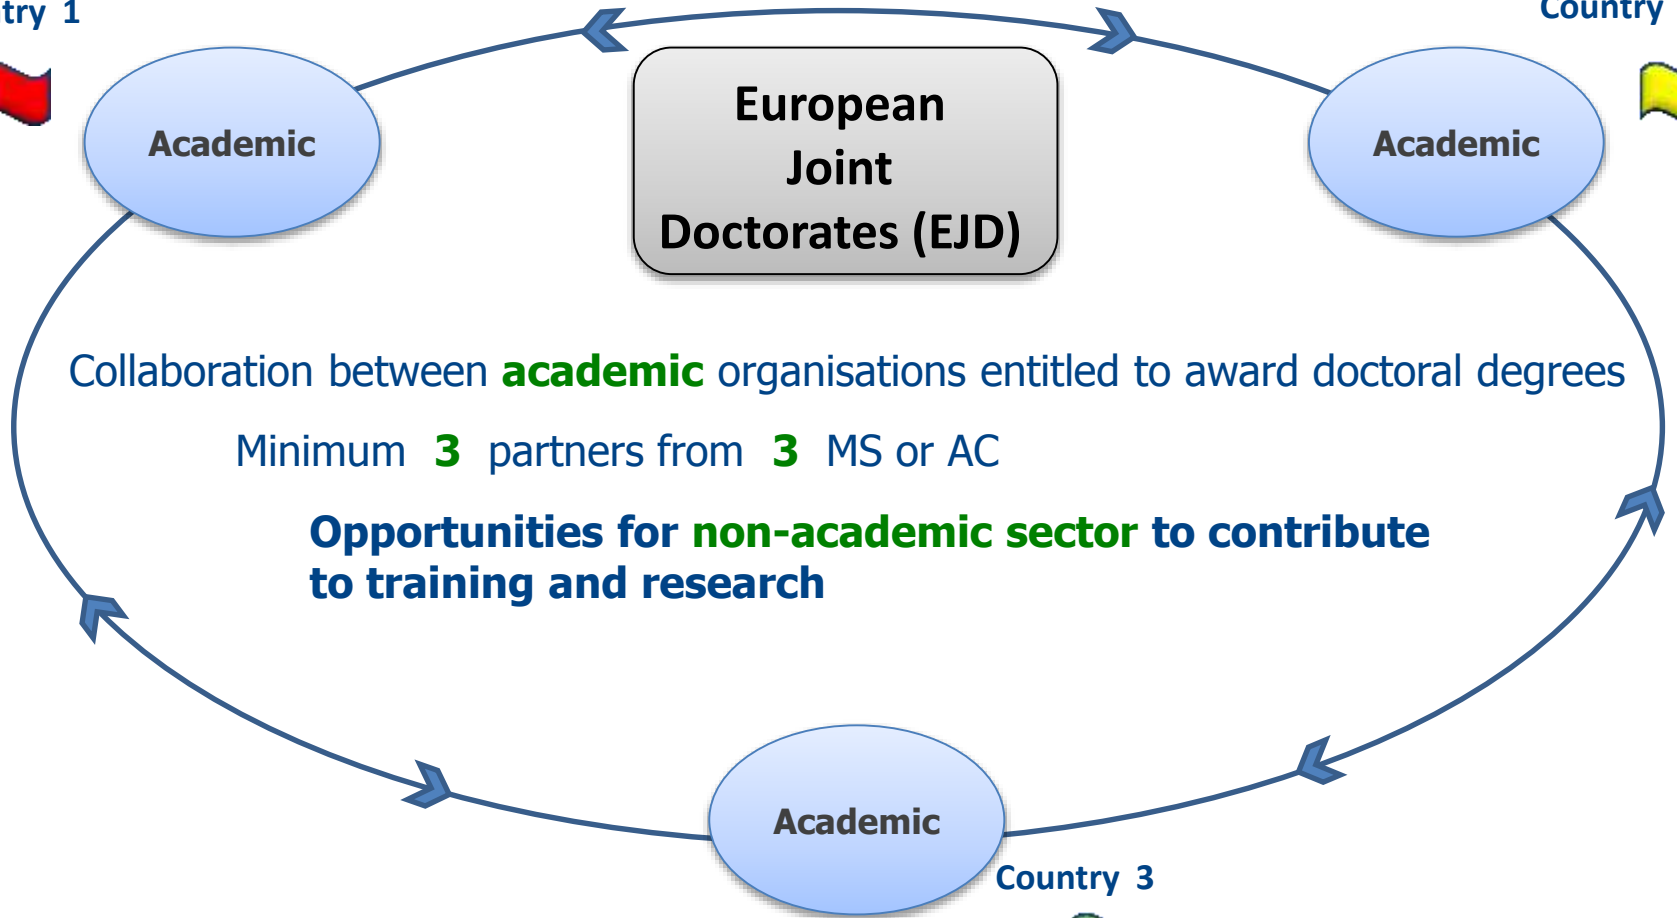 try 1
Country
Academic
European
Joint
Doctorates (EJD)
Academic
Collaboration between academic organisations entitled to award doctoral degrees
Minimum 3 partners from 3 MS or AC
Opportunities for non-academic sector to contribute
to training and research
Academic
Country 3